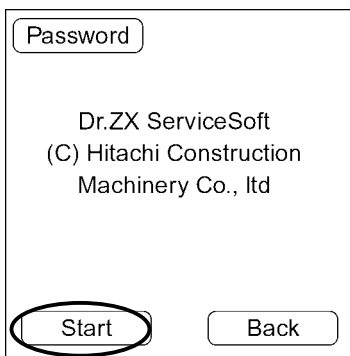 Password
Dr.ZX ServiceSoft
(C) Hitachi Construction
Machinery Co., ltd
Start
Back